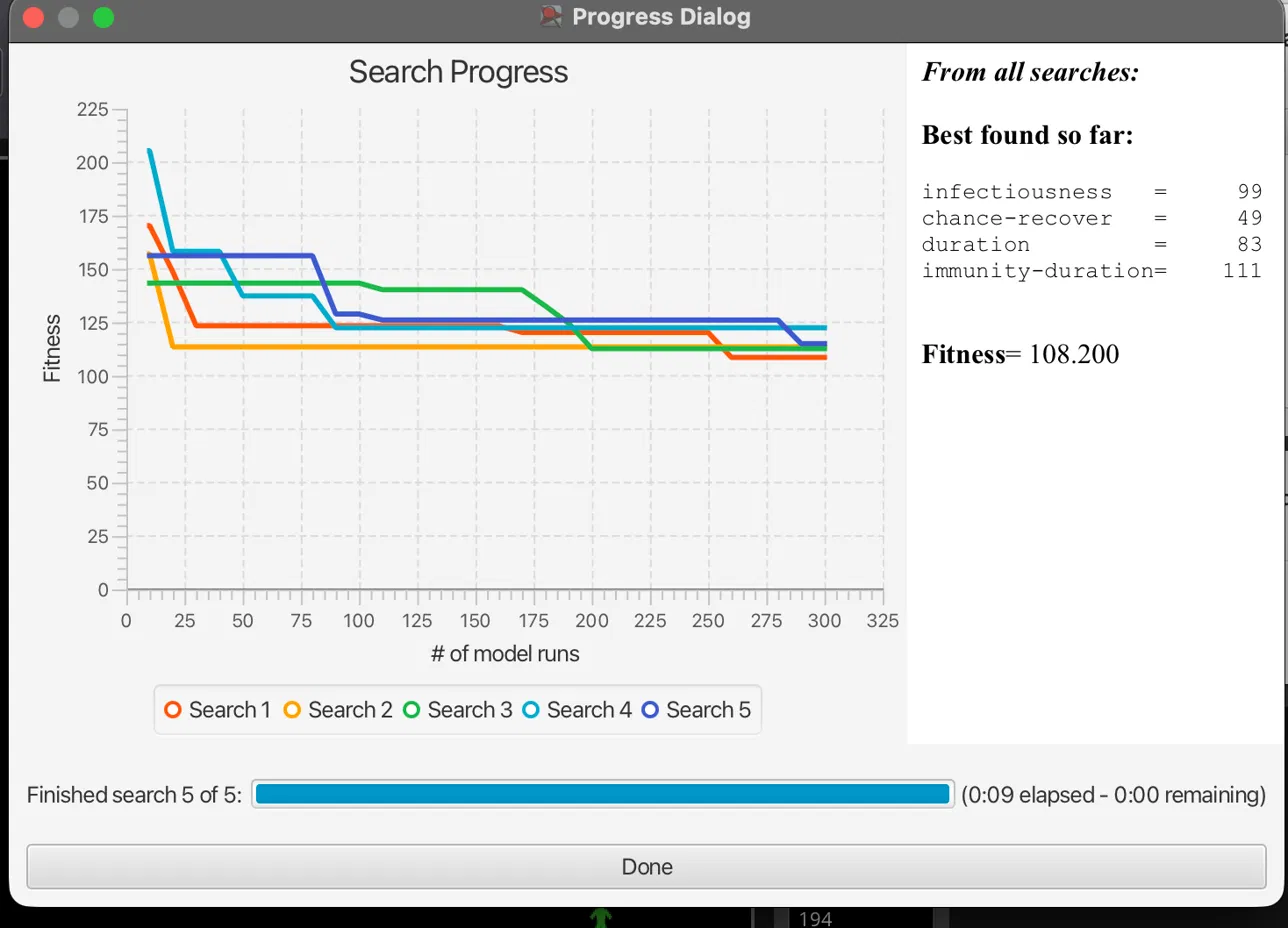 Progress Dialog
Search Progress
225
200
175
150
125
100
75
50
25
0
Fitness
0 25 50 75 100 125 150 175 200 225 250 275 300 325
# of model runs
Search 1 Search 2 Search 3 Search 4 Search 5
From all searches:
Best found so far:
infectiousness = 99
chance-recover = 49
duration = 83
immunity-duration= 111
Fitness= 108.200
Finished search 5 of 5: (0:09 elapsed - 0:00 remaining)
Done
194